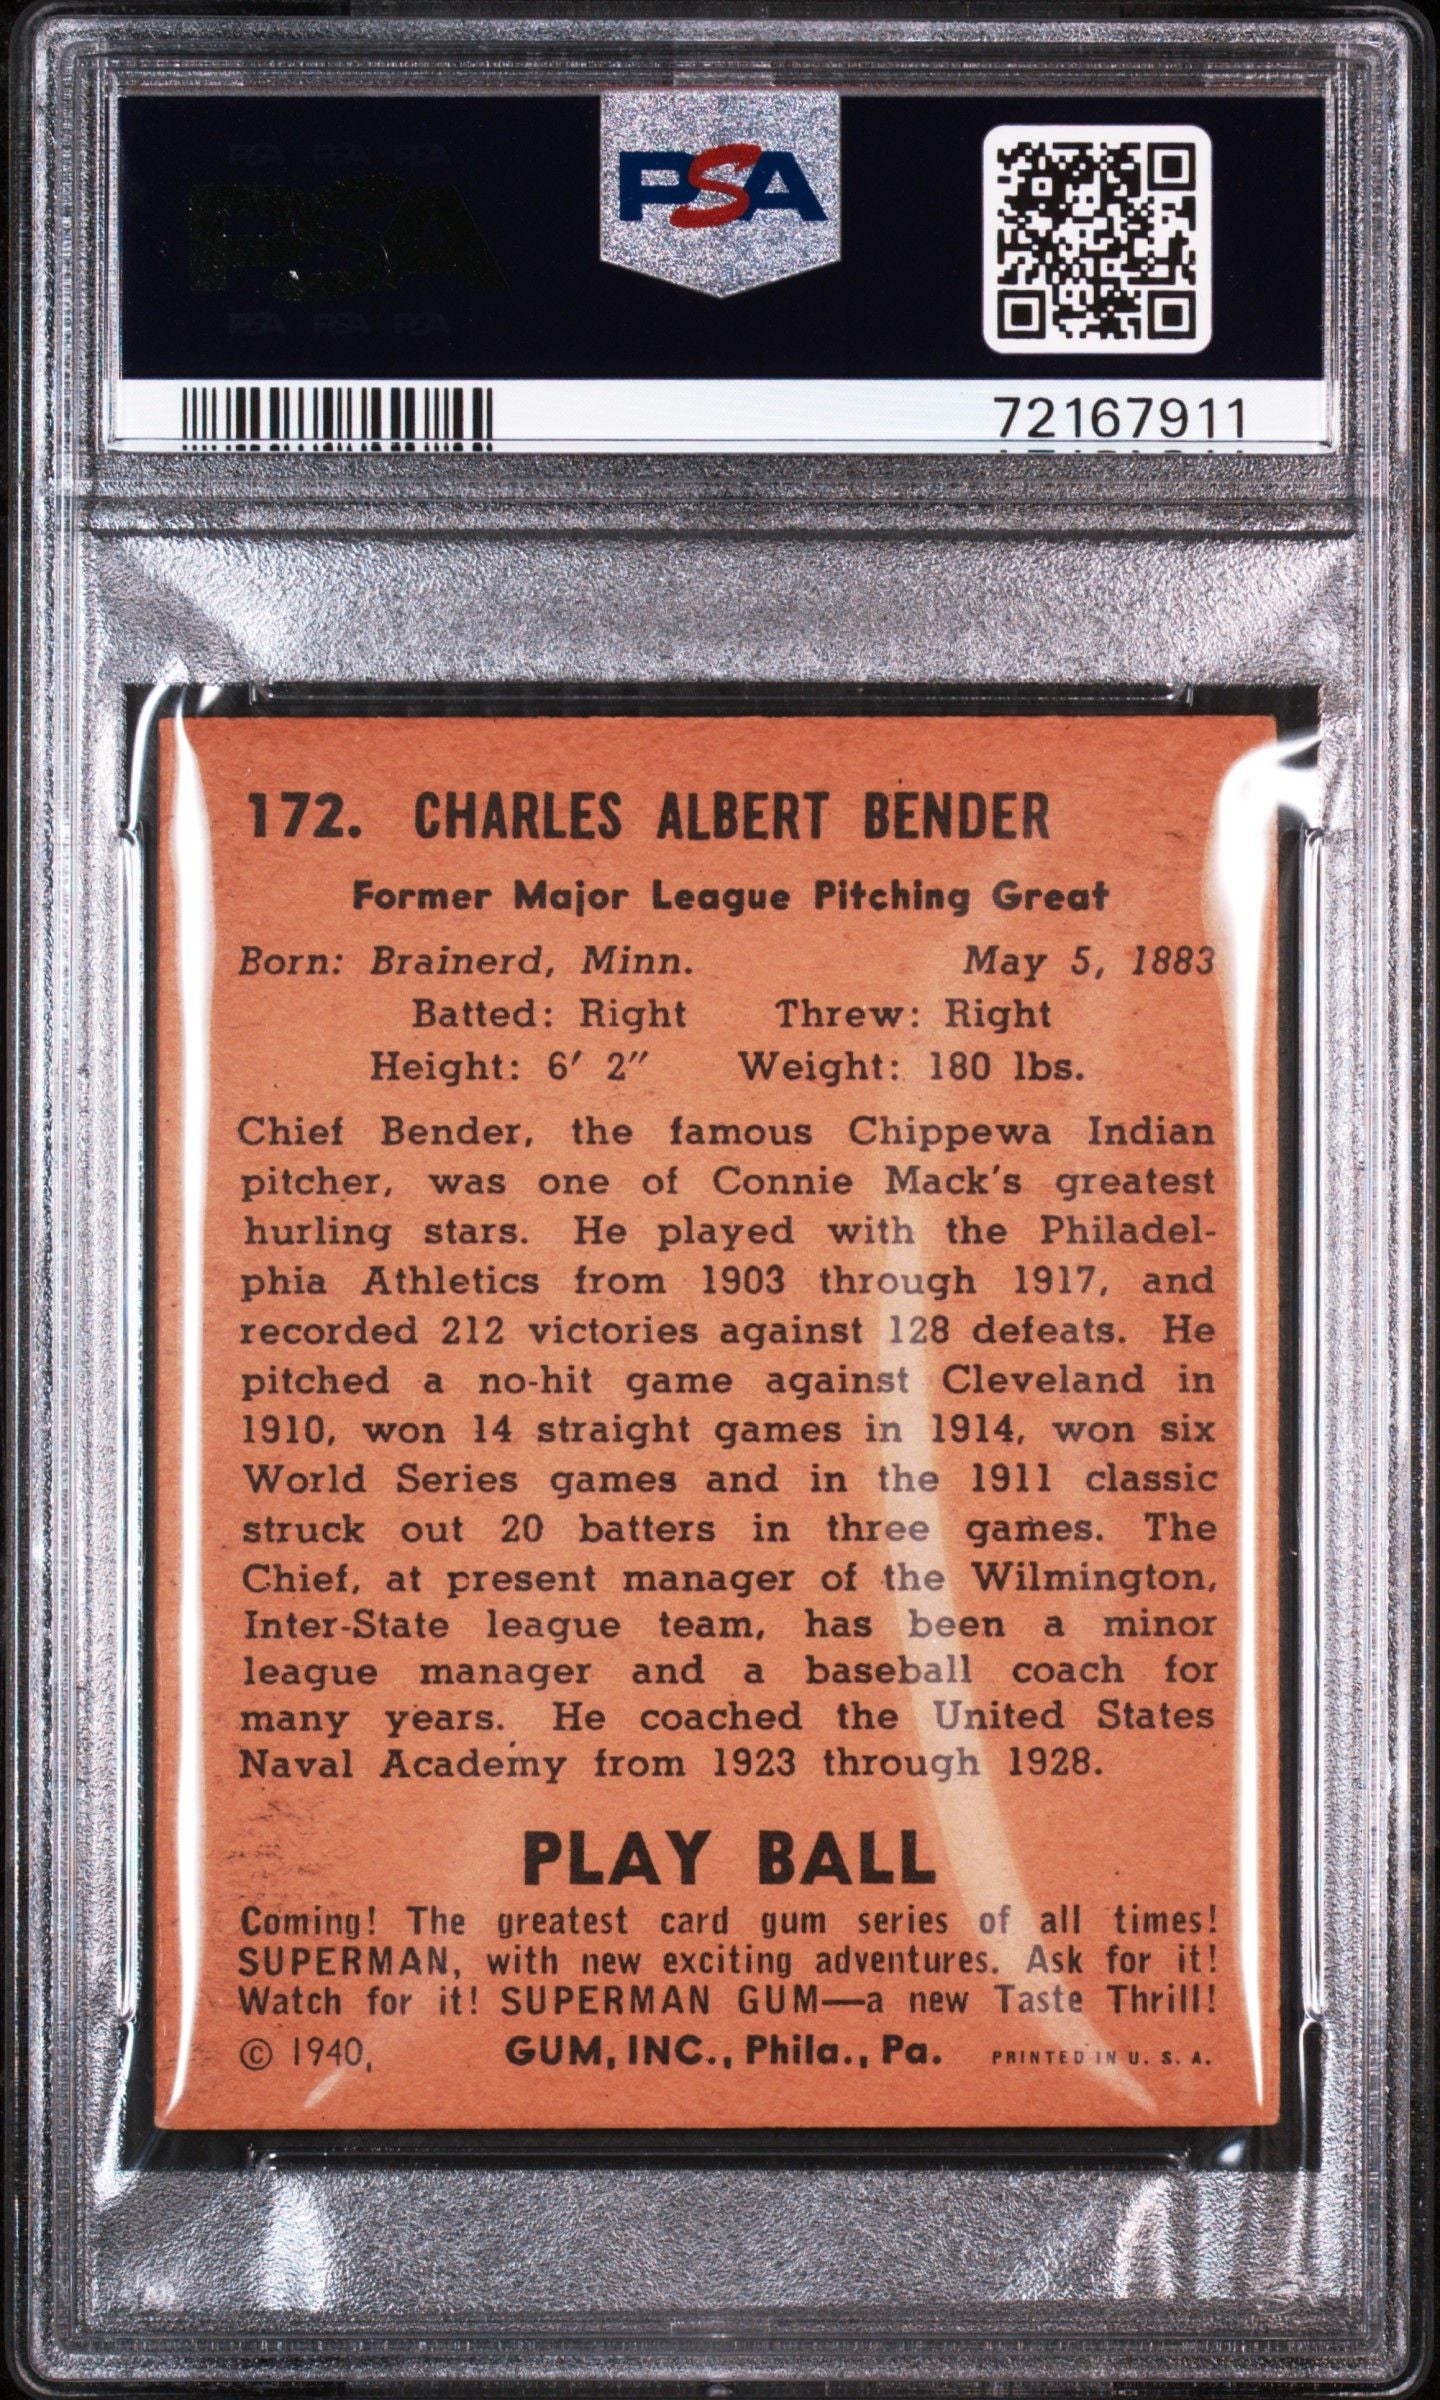 PSA PSA PSA
PSA
PSA PSA PSA
PSA
72167911
172. CHARLES ALBERT BENDER
Former Major League Pitching Great
Born: Brainerd, Minn. May 5, 1883
Batted: Right Threw: Right
Height: 6′ 2″ Weight: 180 lbs.
Chief Bender, the famous Chippewa Indian
pitcher, was one of Connie Mack's greatest
hurling stars. He played with the Philadel-
phia Athletics from 1903 through 1917, and
recorded 212 victories against 128 defeats. He
pitched a no-hit game against Cleveland in
1910, won 14 straight games in 1914, won six
World Series games and in the 1911 classic
struck out 20 batters in three games. The
Chief, at present manager of the Wilmington,
Inter-State league team, has been a minor
league manager and a baseball coach for
many years. He coached the United States
Naval Academy from 1923 through 1928.
PLAY BALL
Coming! The greatest card gum series of all times!
SUPERMAN, with new exciting adventures. Ask for it!
Watch for it! SUPERMAN GUM—a new Taste Thrill!
© 1940, GUM, INC., Phila., Pa. PRINTED IN U. S. A.